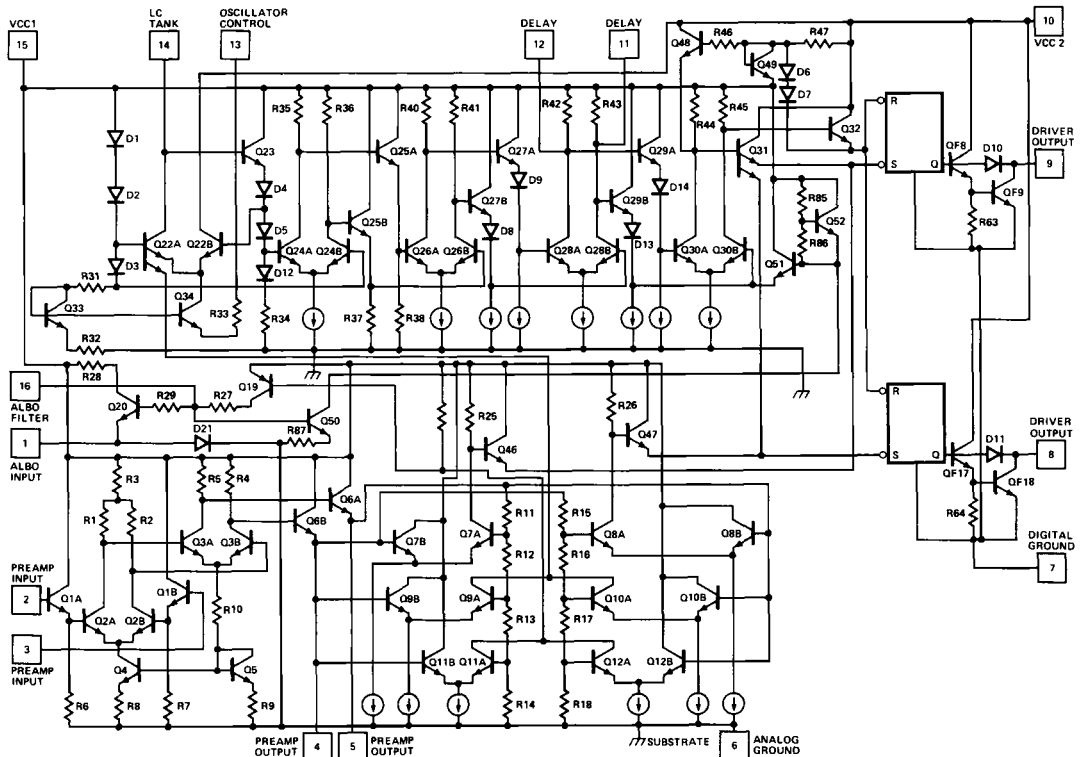 VCC1
LC TANK
OSCILLATOR CONTROL
DELAY
DELAY
15
14
13
12
11
10
VCC 2
Q48
R46
R47
Q49
D6
D7
R35
R36
R40
R41
R42
R43
R44
R45
D1
D2
D3
Q23
D4
D5
D12
Q25A
Q25B
Q27A
D9
Q27B
D8
Q29A
D14
Q29B
D13
Q31
Q32
R85
Q52
R86
Q51
Q22A
Q22B
Q24A
Q24B
Q26A
Q26B
Q28A
Q28B
Q30A
Q30B
R31
Q33
Q34
R33
R34
R37
R38
R32
R
S
Q
QF8
D10
DRIVER OUTPUT
9
QF9
R63
R28
16
ALBO FILTER
Q20
R29
R27
Q19
Q50
1
ALBO INPUT
D21
R87
R25
Q46
R26
Q47
R
S
Q
D11
DRIVER OUTPUT
8
QF17
QF18
R64
DIGITAL GROUND
7
R3
R5
R4
Q6A
Q6B
R1
R2
Q3A
Q3B
Q7B
Q7A
R11
R12
R15
R16
Q8A
Q8B
PREAMP INPUT
2
Q1A
Q2A
Q2B
Q1B
R10
Q9B
Q9A
R13
R17
Q10A
Q10B
3
PREAMP INPUT
Q4
Q5
Q11B
Q11A
Q12A
Q12B
R6
R8
R7
R9
R14
R18
PREAMP OUTPUT
4
5
PREAMP OUTPUT
SUBSTRATE
6
ANALOG GROUND